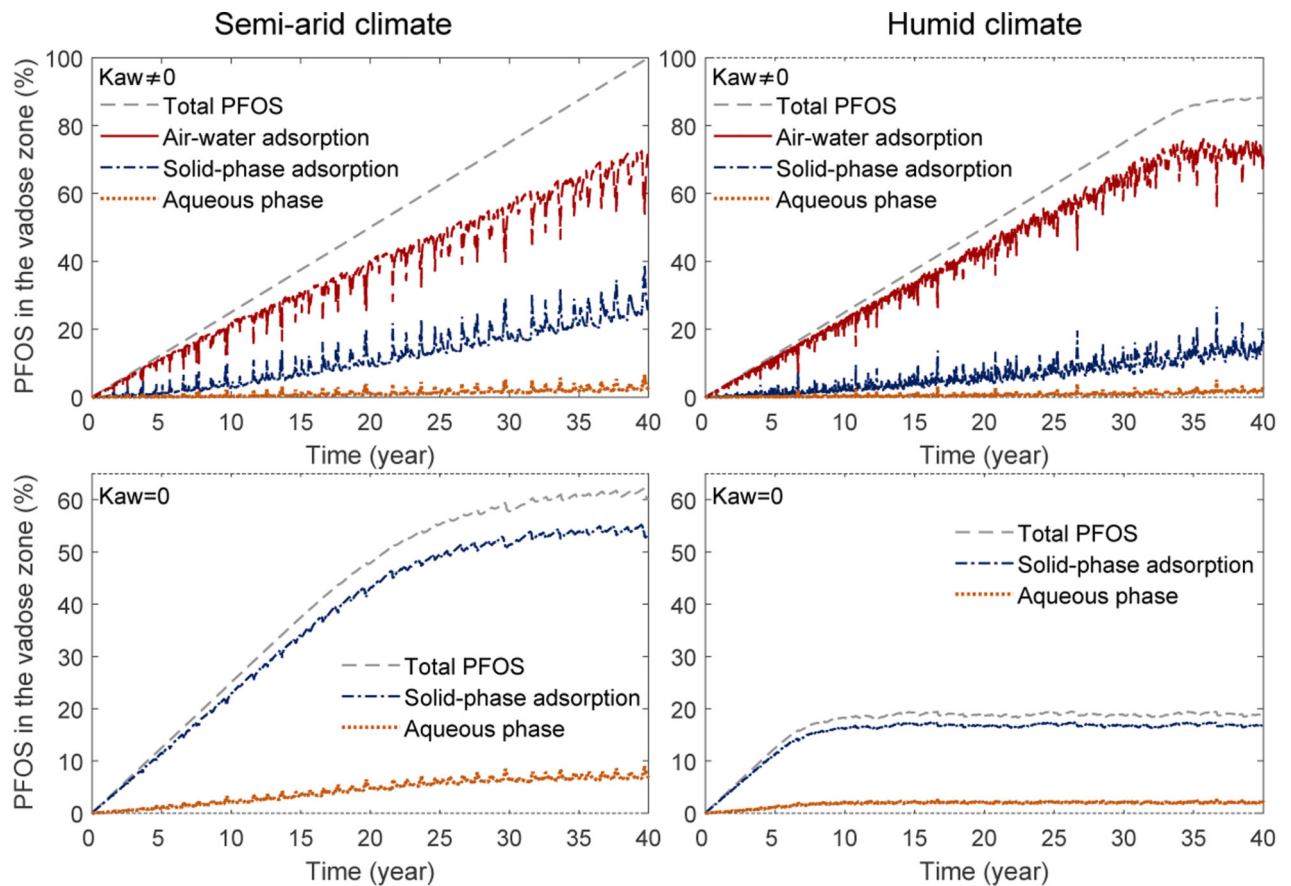 Semi-arid climate
Humid climate
PFOS in the vadose zone (%)
100
80
60
40
20
0
Kaw≠0
Total PFOS
Air-water adsorption
Solid-phase adsorption
Aqueous phase
0 5 10 15 20 25 30 35 40
Time (year)
100
80
60
40
20
0
Kaw≠0
Total PFOS
Air-water adsorption
Solid-phase adsorption
Aqueous phase
0 5 10 15 20 25 30 35 40
Time (year)
PFOS in the vadose zone (%)
60
50
40
30
20
10
0
Kaw=0
Total PFOS
Solid-phase adsorption
Aqueous phase
0 5 10 15 20 25 30 35 40
Time (year)
60
50
40
30
20
10
0
Kaw=0
Total PFOS
Solid-phase adsorption
Aqueous phase
0 5 10 15 20 25 30 35 40
Time (year)